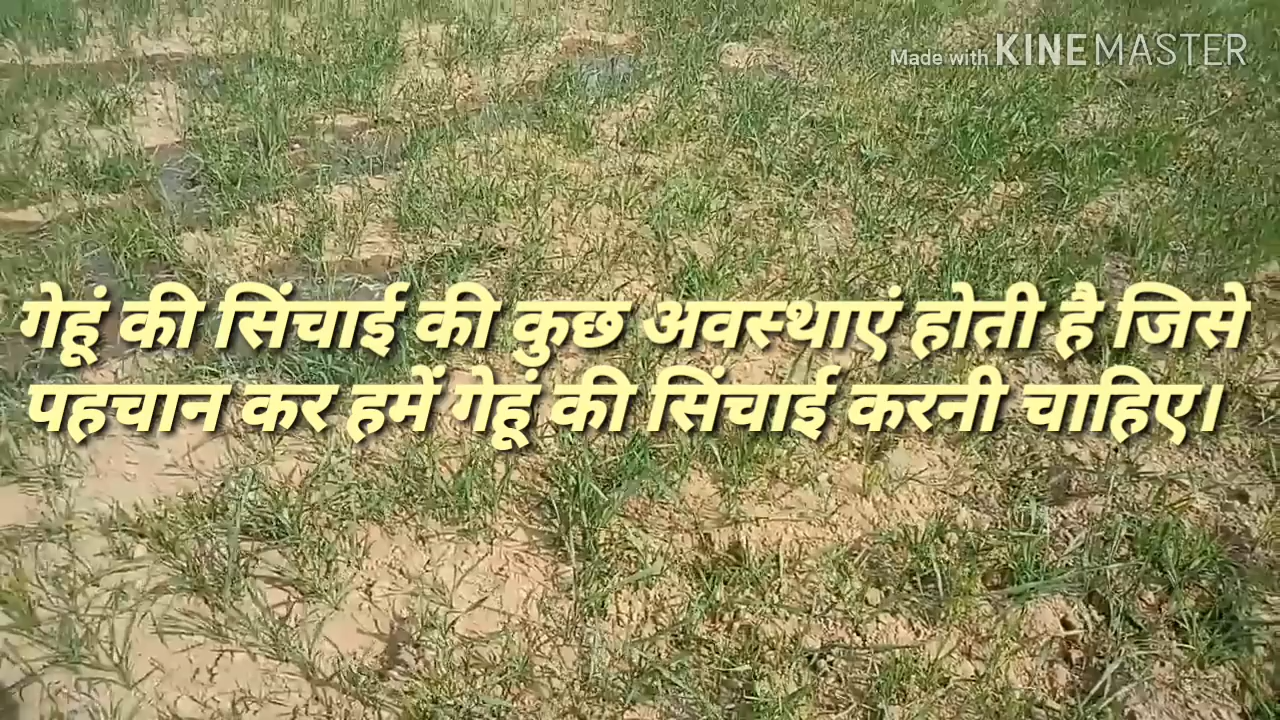 Made with KINEMASTER
गेहूं की सिंचाई की कुछ अवस्थाएं होती है जिसे
पहचान कर हमें गेहूं की सिंचाई करनी चाहिए।